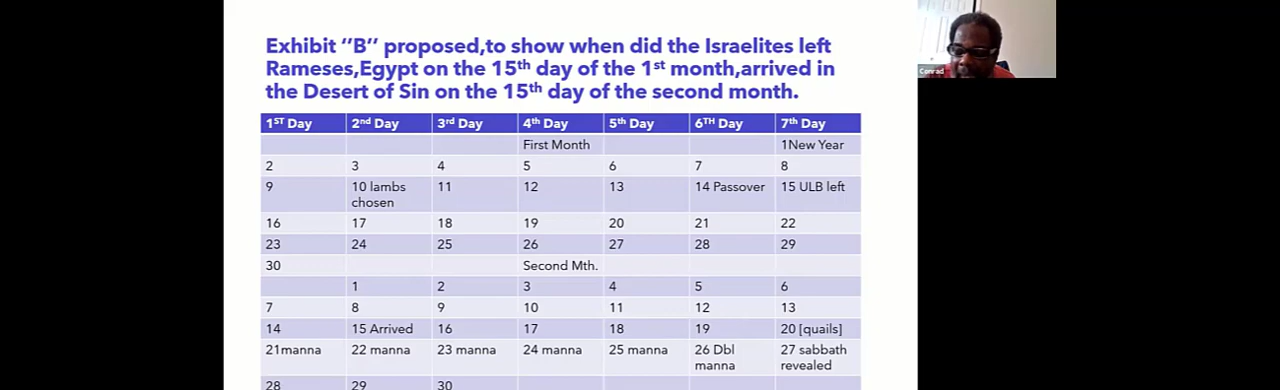 Exhibit “B” proposed,to show when did the Israelites left
Rameses,Egypt on the 15th day of the 1st month,arrived in
the Desert of Sin on the 15th day of the second month.
1ST Day 2nd Day 3rd Day 4th Day 5th Day 6TH Day 7th Day
First Month 1New Year
2 3 4 5 6 7 8
9 10 lambs chosen 11 12 13 14 Passover 15 ULB left
16 17 18 19 20 21 22
23 24 25 26 27 28 29
30 Second Mth.
1 2 3 4 5 6
7 8 9 10 11 12 13
14 15 Arrived 16 17 18 19 20 [quails]
21manna 22 manna 23 manna 24 manna 25 manna 26 Dbl manna 27 sabbath revealed
28 29 30
Conrad